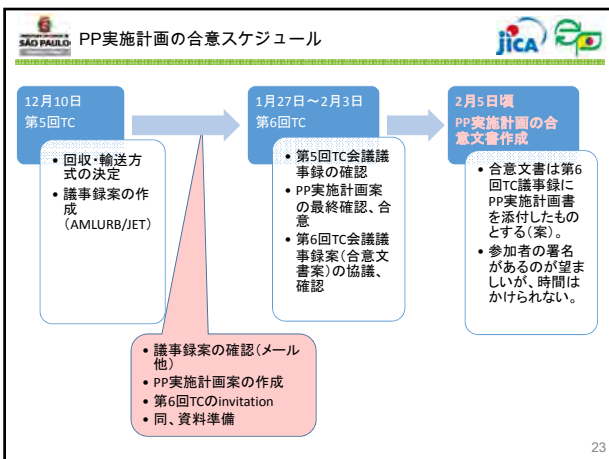 SÃO PAULO
PP実施計画の合意スケジュール
jica
12月10日
第5回TC
• 回収・輸送方
式の決定
• 議事録案の作
成
(AMLURB/JET)
• 議事録案の確認(メール
他)
• PP実施計画案の作成
• 第6回TCのinvitation
• 同、資料準備
1月27日~2月3日
第6回TC
• 第5回TC会議議
事録の確認
• PP実施計画案
の最終確認、合
意
• 第6回TC会議議
事録案(合意文
書案)の協議、
確認
2月5日頃
PP実施計画の合
意文書作成
• 合意文書は第6
回TC議事録に
PP実施計画書
を添付したもの
とする(案)。
• 参加者の署名
があるのが望ま
しいが、時間は
かけられない。
23